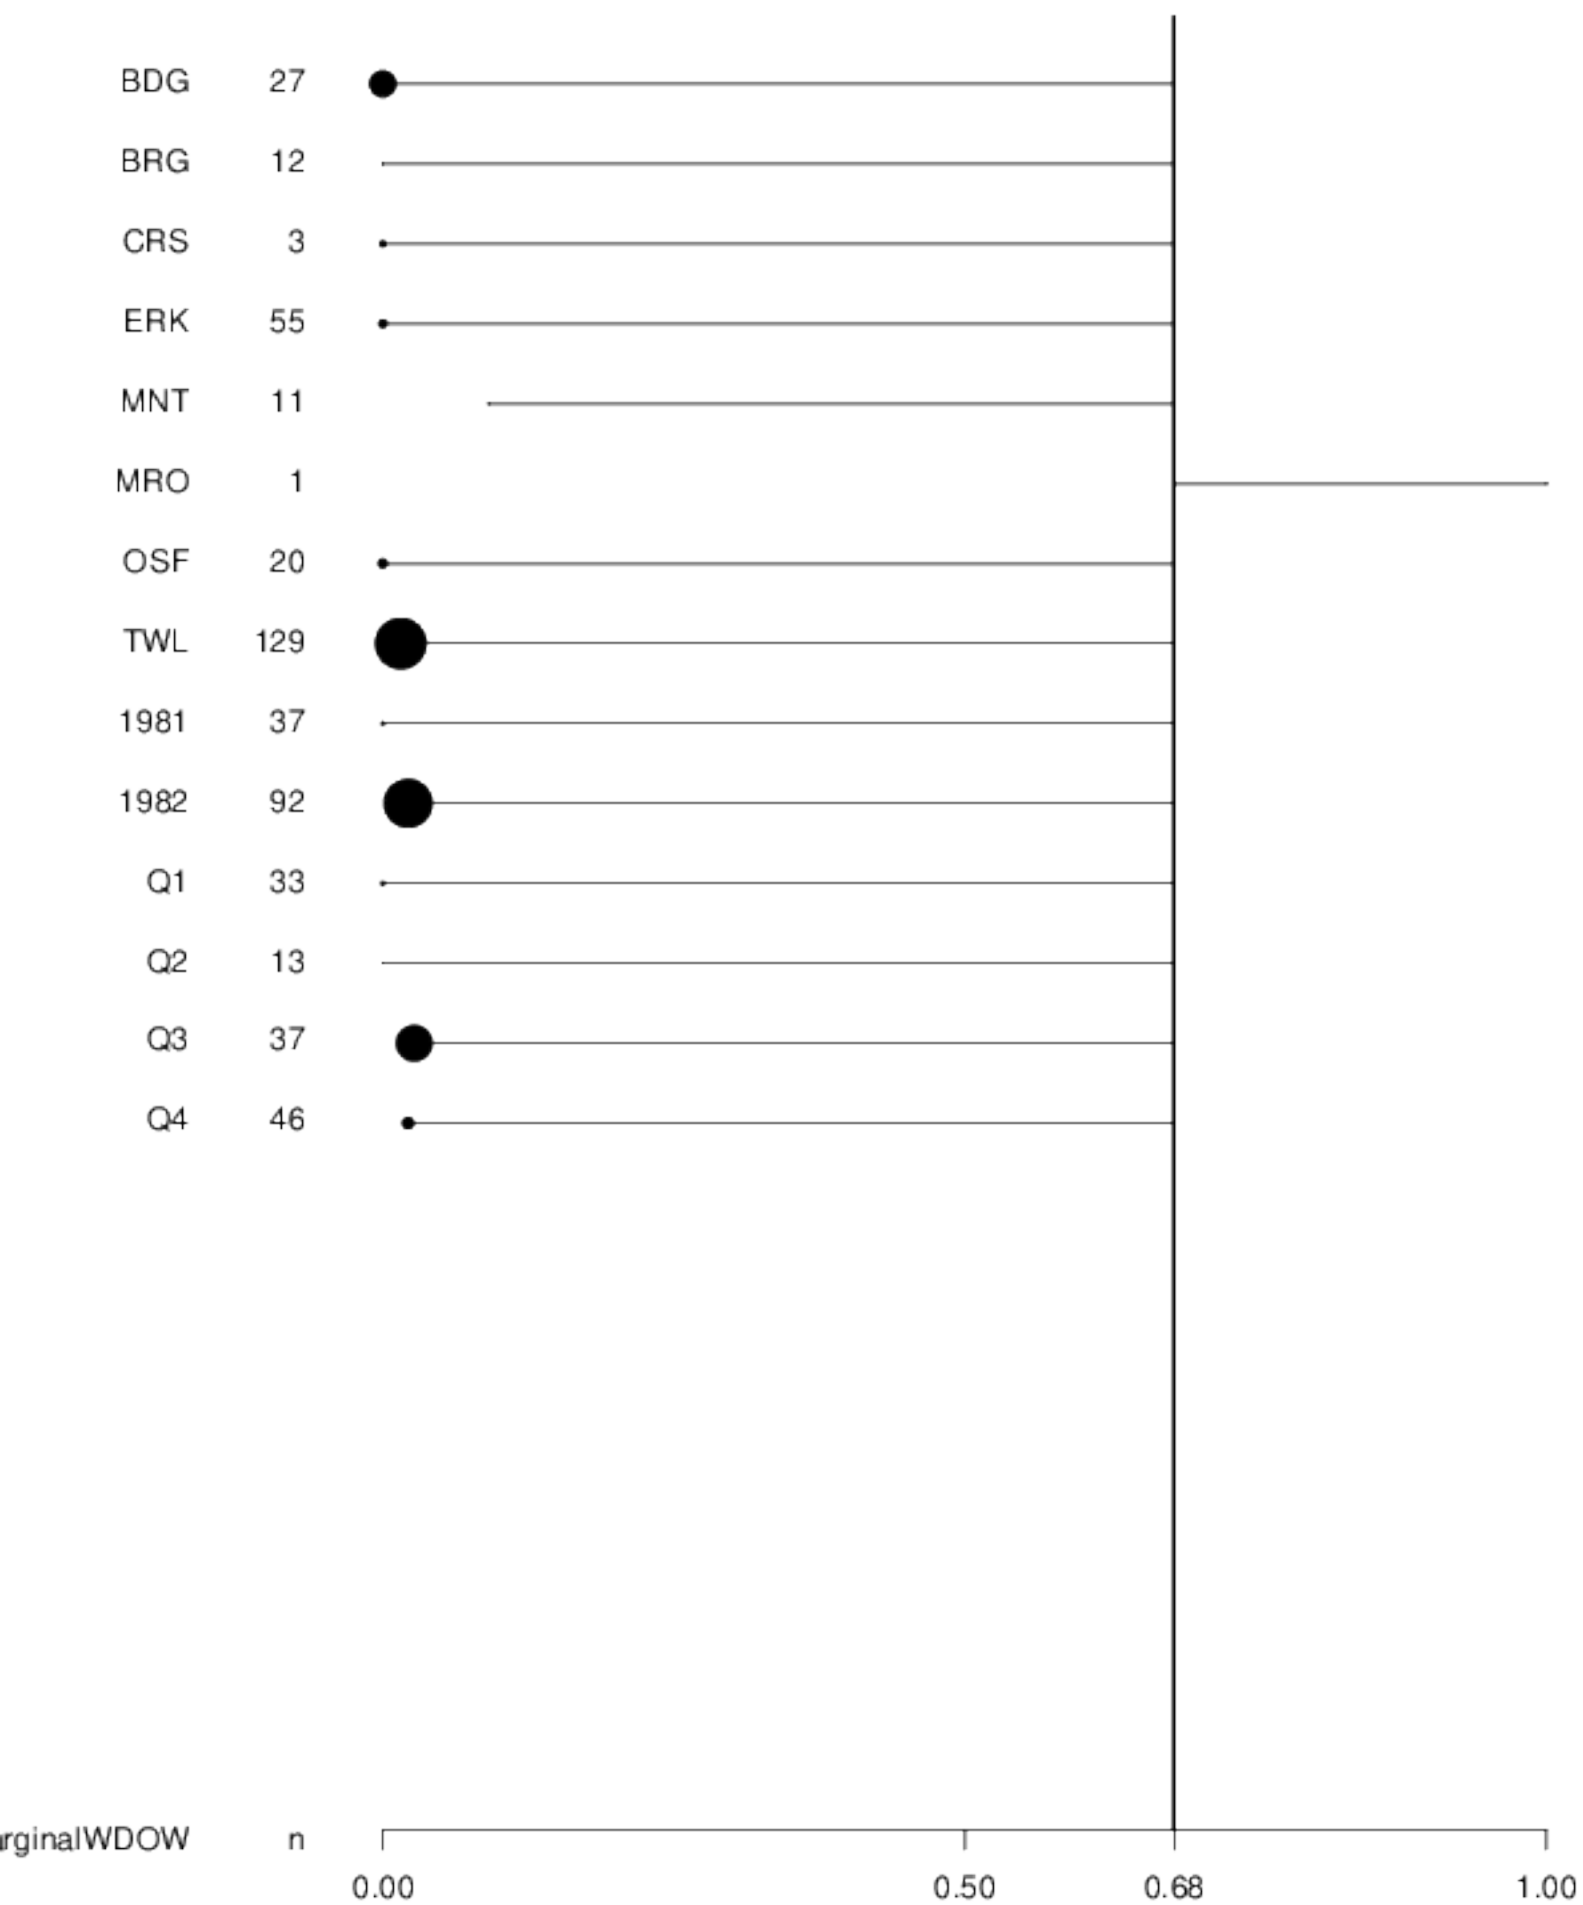 BDG 27
BRG 12
CRS 3
ERK 55
MNT 11
MRO 1
OSF 20
TWL 129
1981 37
1982 92
Q1 33
Q2 13
Q3 37
Q4 46
rginalWDOW n
0.00 0.50 0.68 1.00